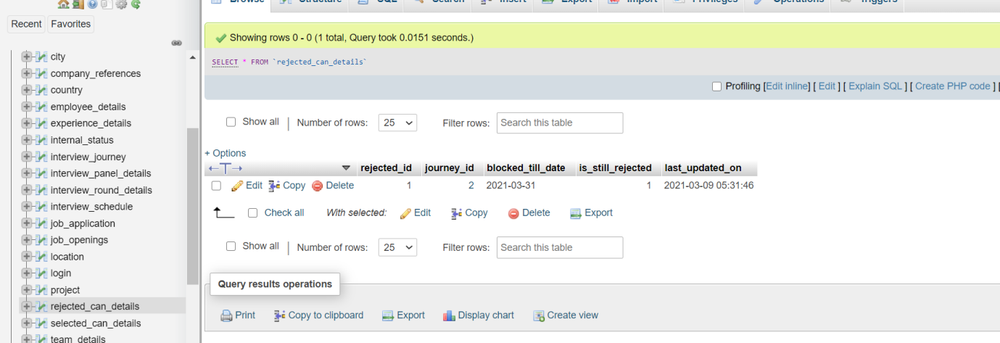 Browse Structure SQL Search Insert Export Import Privileges Operations Triggers
Recent Favorites
city
company_references
country
employee_details
experience_details
internal_status
interview_journey
interview_panel_details
interview_round_details
interview_schedule
job_application
job_openings
location
login
project
rejected_can_details
selected_can_details
team_details
Showing rows 0 - 0 (1 total, Query took 0.0151 seconds.)
SELECT * FROM `rejected_can_details`
Profiling [Edit inline] [ Edit ] [ Explain SQL ] [ Create PHP code ] [
Show all | Number of rows: 25 Filter rows: Search this table
+ Options
←T→ rejected_id journey_id blocked_till_date is_still_rejected last_updated_on
Edit Copy Delete 1 2 2021-03-31 1 2021-03-09 05:31:46
Check all With selected: Edit Copy Delete Export
Show all | Number of rows: 25 Filter rows: Search this table
Query results operations
Print Copy to clipboard Export Display chart Create view